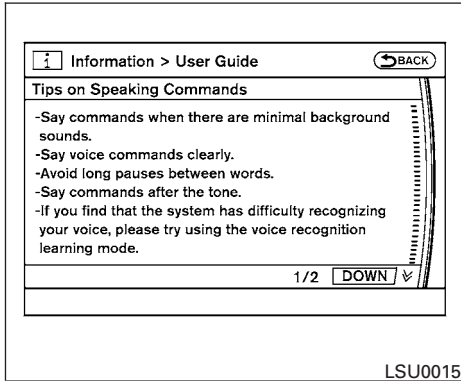 i Information > User Guide BACK
Tips on Speaking Commands
-Say commands when there are minimal background
sounds.
-Say voice commands clearly.
-Avoid long pauses between words.
-Say commands after the tone.
-If you find that the system has difficulty recognizing
your voice, please try using the voice recognition
learning mode.
1/2 DOWN
LSU0015